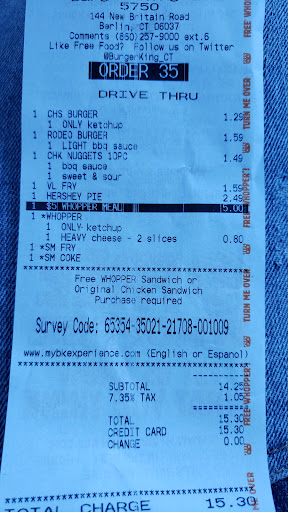 5750
144 New Britain Road
Berlin, CT 06037
Comments (860)257-9000 ext.6
Like Free Food? Follow us on Twitter
@BurgerKing_CT
ORDER 35
DRIVE THRU
1 CHS BURGER 1.29
1 ONLY ketchup
1 RODEO BURGER 1.59
1 LIGHT bbq sauce
1 CHK NUGGETS 10PC 1.49
1 bbq sauce
1 sweet & sour
1 VL FRY 1.59
1 HERSHEY PIE 2.49
1 $5 WHOPPER MEAL 5.00
1 *WHOPPER
1 ONLY ketchup
1 HEAVY cheese - 2 slices 0.80
1 *SM FRY
1 *SM COKE
Free WHOPPER Sandwich or
Original Chicken Sandwich
Purchase required
Survey Code: 65354-35021-21708-001009
www.mybkexperience.com (English or Espanol)
SUBTOTAL 14.25
7.35% TAX 1.05
TOTAL 15.30
CREDIT CARD 15.30
CHANGE 0.00
TOTAL CHARGE 15.30
FREE WHOPPER!
TURN ME OVER
FREE WHOPPER!
TURN ME OVER
FREE WHOPPER!
ME OVER